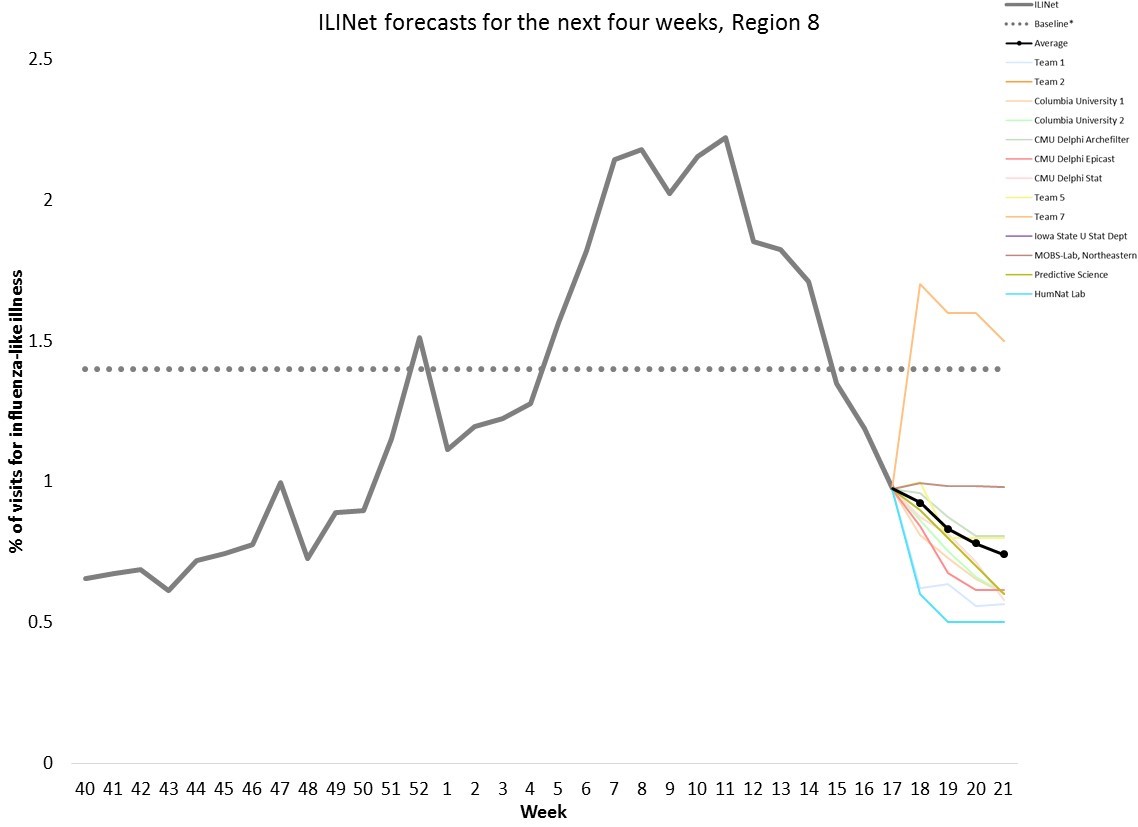 ILINet forecasts for the next four weeks, Region 8
ILINet
Baseline*
Average
Team 1
Team 2
Columbia University 1
Columbia University 2
CMU Delphi Archefilter
CMU Delphi Epicast
CMU Delphi Stat
Team 5
Team 7
Iowa State U Stat Dept
MOBS-Lab, Northeastern
Predictive Science
HumNat Lab
2.5
2
1.5
1
0.5
0
% of visits for influenza-like illness
40 41 42 43 44 45 46 47 48 49 50 51 52 1 2 3 4 5 6 7 8 9 10 11 12 13 14 15 16 17 18 19 20 21
Week